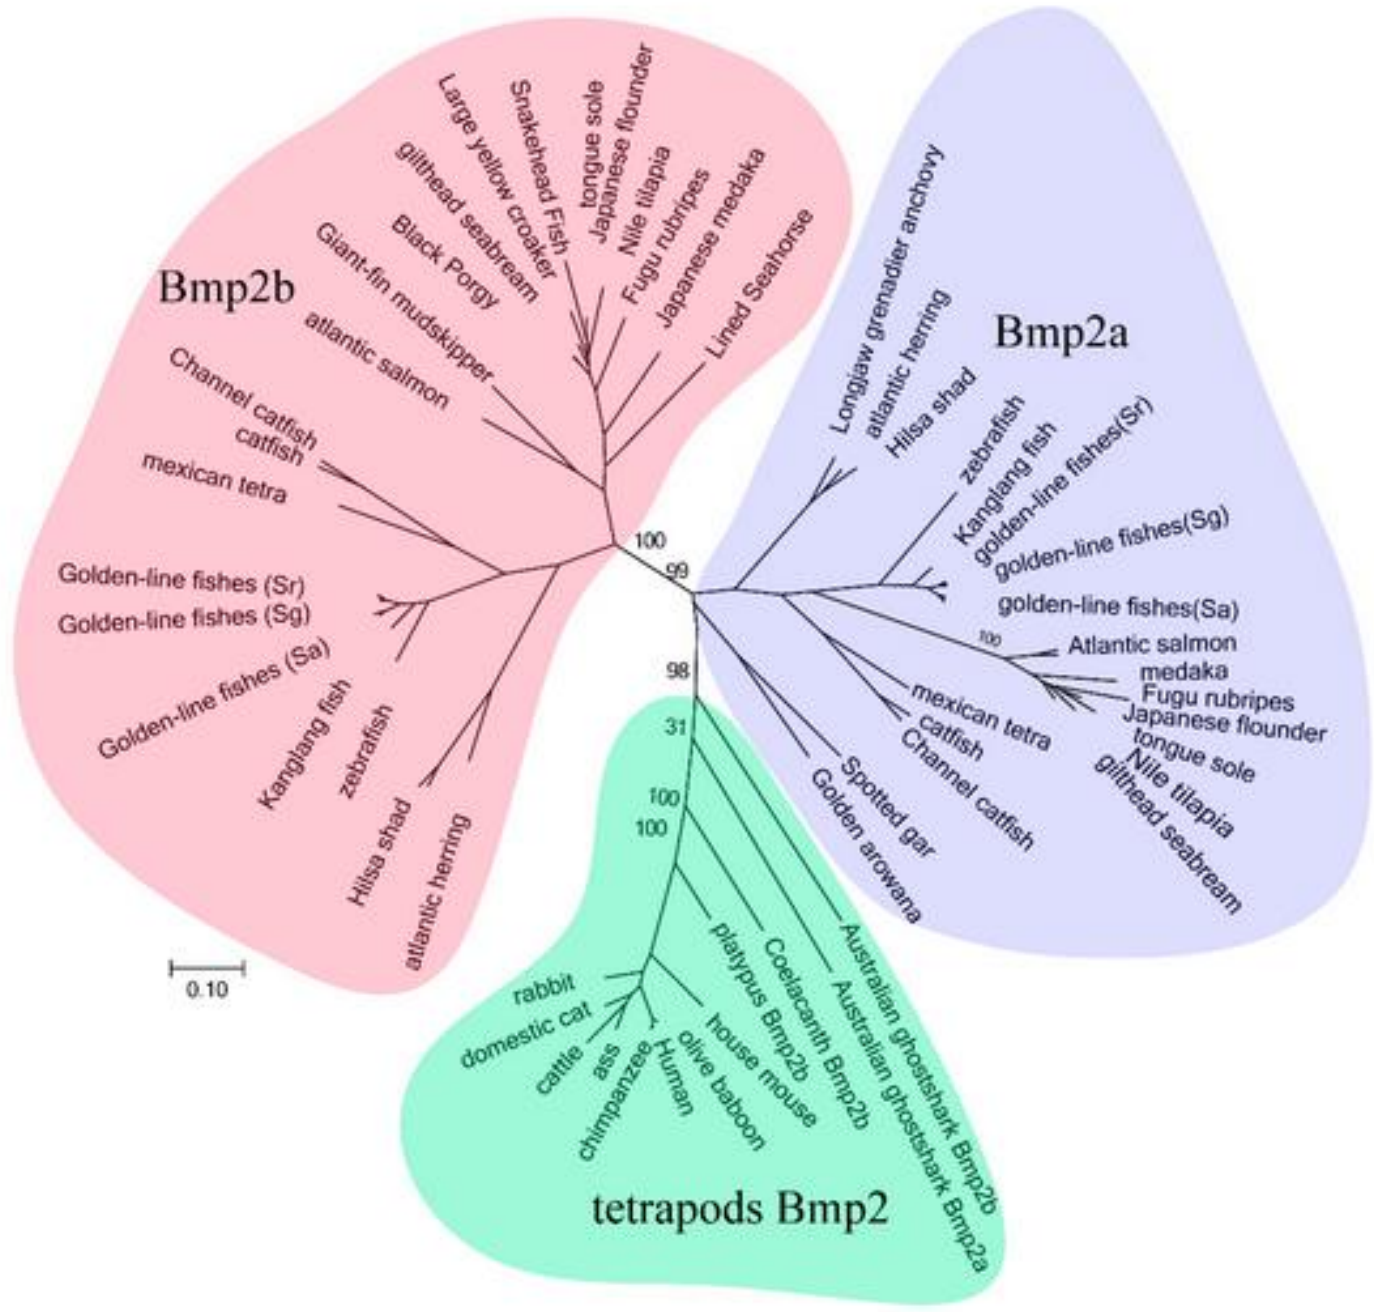 Bmp2b
Large yellow croaker
Snakehead Fish
tongue sole
Japanese flounder
gilthead seabream
Nile tilapia
Fugu rubripes
Japanese medaka
Black Porgy
Giant-fin mudskipper
Lined Seahorse
atlantic salmon
Channel catfish
catfish
mexican tetra
Golden-line fishes (Sr)
Golden-line fishes (Sg)
Golden-line fishes (Sa)
Kanglang fish
zebrafish
Hilsa shad
atlantic herring
100
99
98
Bmp2a
Longjaw grenadier anchovy
atlantic herring
Hilsa shad
zebrafish
Kanglang fish
golden-line fishes(Sr)
golden-line fishes(Sg)
golden-line fishes(Sa)
100
Atlantic salmon
medaka
Fugu rubripes
Japanese flounder
tongue sole
Nile tilapia
gilthead seabream
mexican tetra
catfish
Channel catfish
Spotted gar
Golden arowana
31
100
100
Australian ghostshark Bmp2b
Australian ghostshark Bmp2a
Coelacanth Bmp2b
platypus Bmp2b
house mouse
olive baboon
Human
chimpanzee
ass
cattle
domestic cat
rabbit
tetrapods Bmp2
0.10